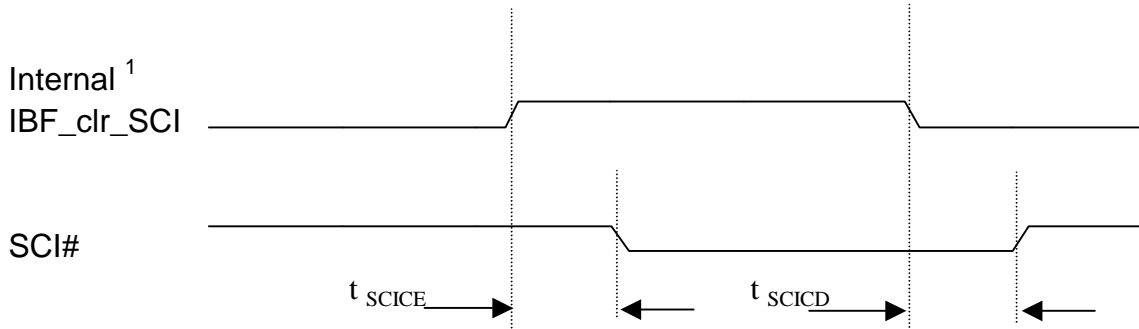 Internal 1
IBF_clr_SCI
SCI#
t SCICE
t SCICD